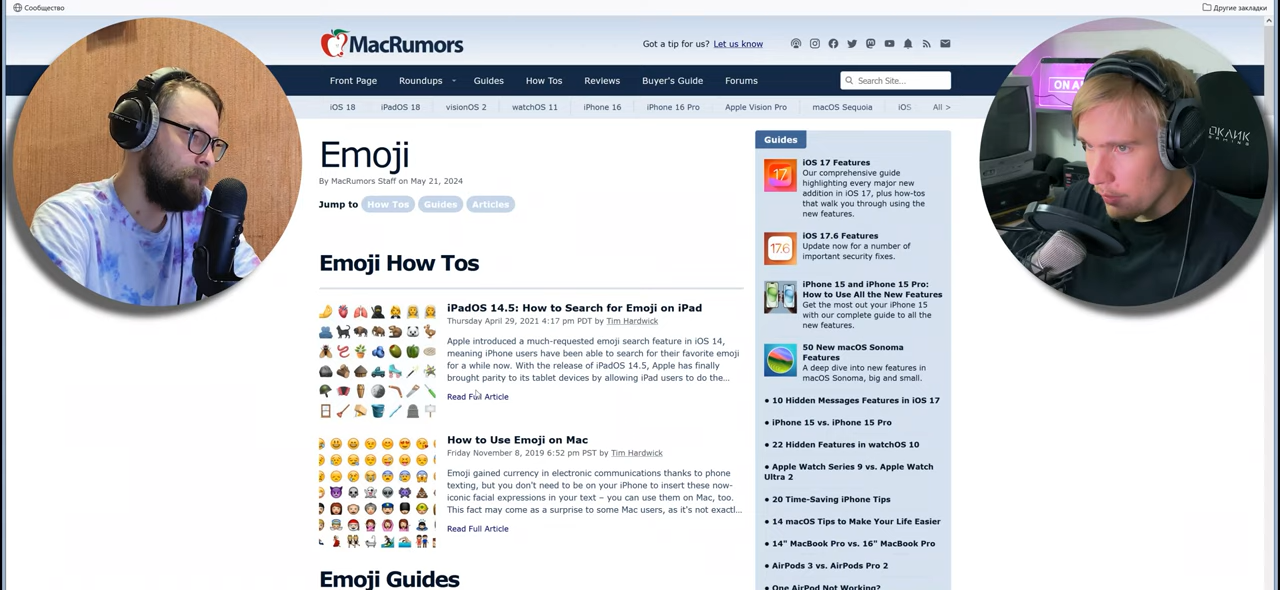 Сообщество
Другие закладки
MacRumors
Got a tip for us? Let us know
Front Page
Roundups
Guides
How Tos
Reviews
Buyer's Guide
Forums
Search Site...
iOS 18
iPadOS 18
visionOS 2
watchOS 11
iPhone 16
iPhone 16 Pro
Apple Vision Pro
macOS Sequoia
iOS
All >
ON A
ОКЛИК
GAMING
Emoji
By MacRumors Staff on May 21, 2024
Jump to How Tos Guides Articles
Emoji How Tos
iPadOS 14.5: How to Search for Emoji on iPad
Thursday April 29, 2021 4:17 pm PDT by Tim Hardwick
Apple introduced a much-requested emoji search feature in iOS 14,
meaning iPhone users have been able to search for their favorite emoji
for a while now. With the release of iPadOS 14.5, Apple has finally
brought parity to its tablet devices by allowing iPad users to do the...
Read Full Article
How to Use Emoji on Mac
Friday November 8, 2019 6:52 pm PST by Tim Hardwick
Emoji gained currency in electronic communications thanks to phone
texting, but you don't need to be on your iPhone to insert these now-
iconic facial expressions in your text – you can use them on Mac, too.
This fact may come as a surprise to some Mac users, as it's not exactl...
Read Full Article
Emoji Guides
Guides
17
iOS 17 Features
Our comprehensive guide
highlighting every major new
addition in iOS 17, plus how-tos
that walk you through using the
new features.
17.6
iOS 17.6 Features
Update now for a number of
important security fixes.
iPhone 15 and iPhone 15 Pro:
How to Use All the New Features
Get the most out your iPhone
15 with our complete guide to all
the new features.
50 New macOS Sonoma
Features
A deep dive into new features in
macOS Sonoma, big and small.
• 10 Hidden Messages Features in iOS 17
• iPhone 15 vs. iPhone 15 Pro
• 22 Hidden Features in watchOS 10
• Apple Watch Series 9 vs. Apple Watch
Ultra 2
• 20 Time-Saving iPhone Tips
• 14 macOS Tips to Make Your Life Easier
• 14" MacBook Pro vs. 16" MacBook Pro
• AirPods 3 vs. AirPods Pro 2
• One AirPod Not Working?